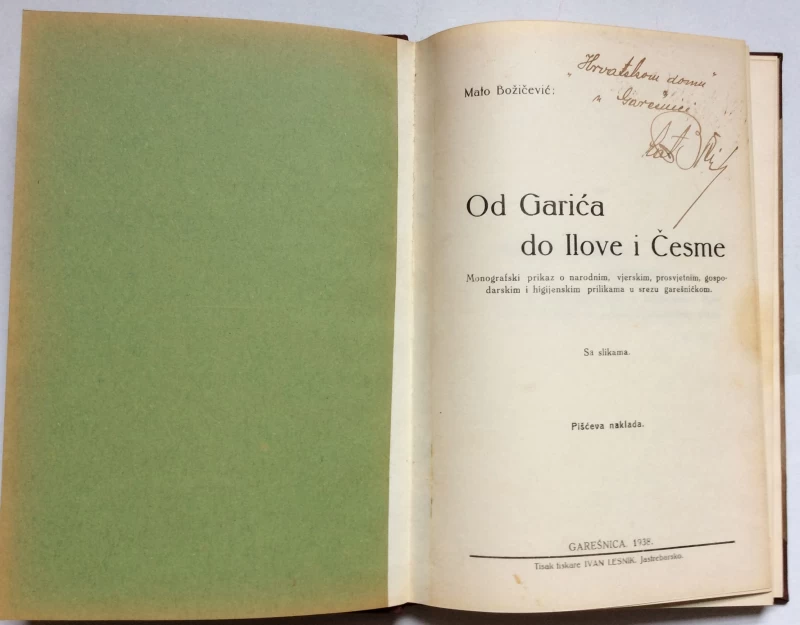 „Hrvatskom domu"
u Garešnici
Mato Božičević:
Od Garića
do Ilove i Česme
Monografski prikaz o narodnim, vjerskim, prosvjetnim, gospo-
darskim i higijenskim prilikama u srezu garešničkom.
Sa slikama.
Pišćeva naklada.
GAREŠNICA, 1938.
Tisak tiskare IVAN LESNIK, Jastrebarsko.